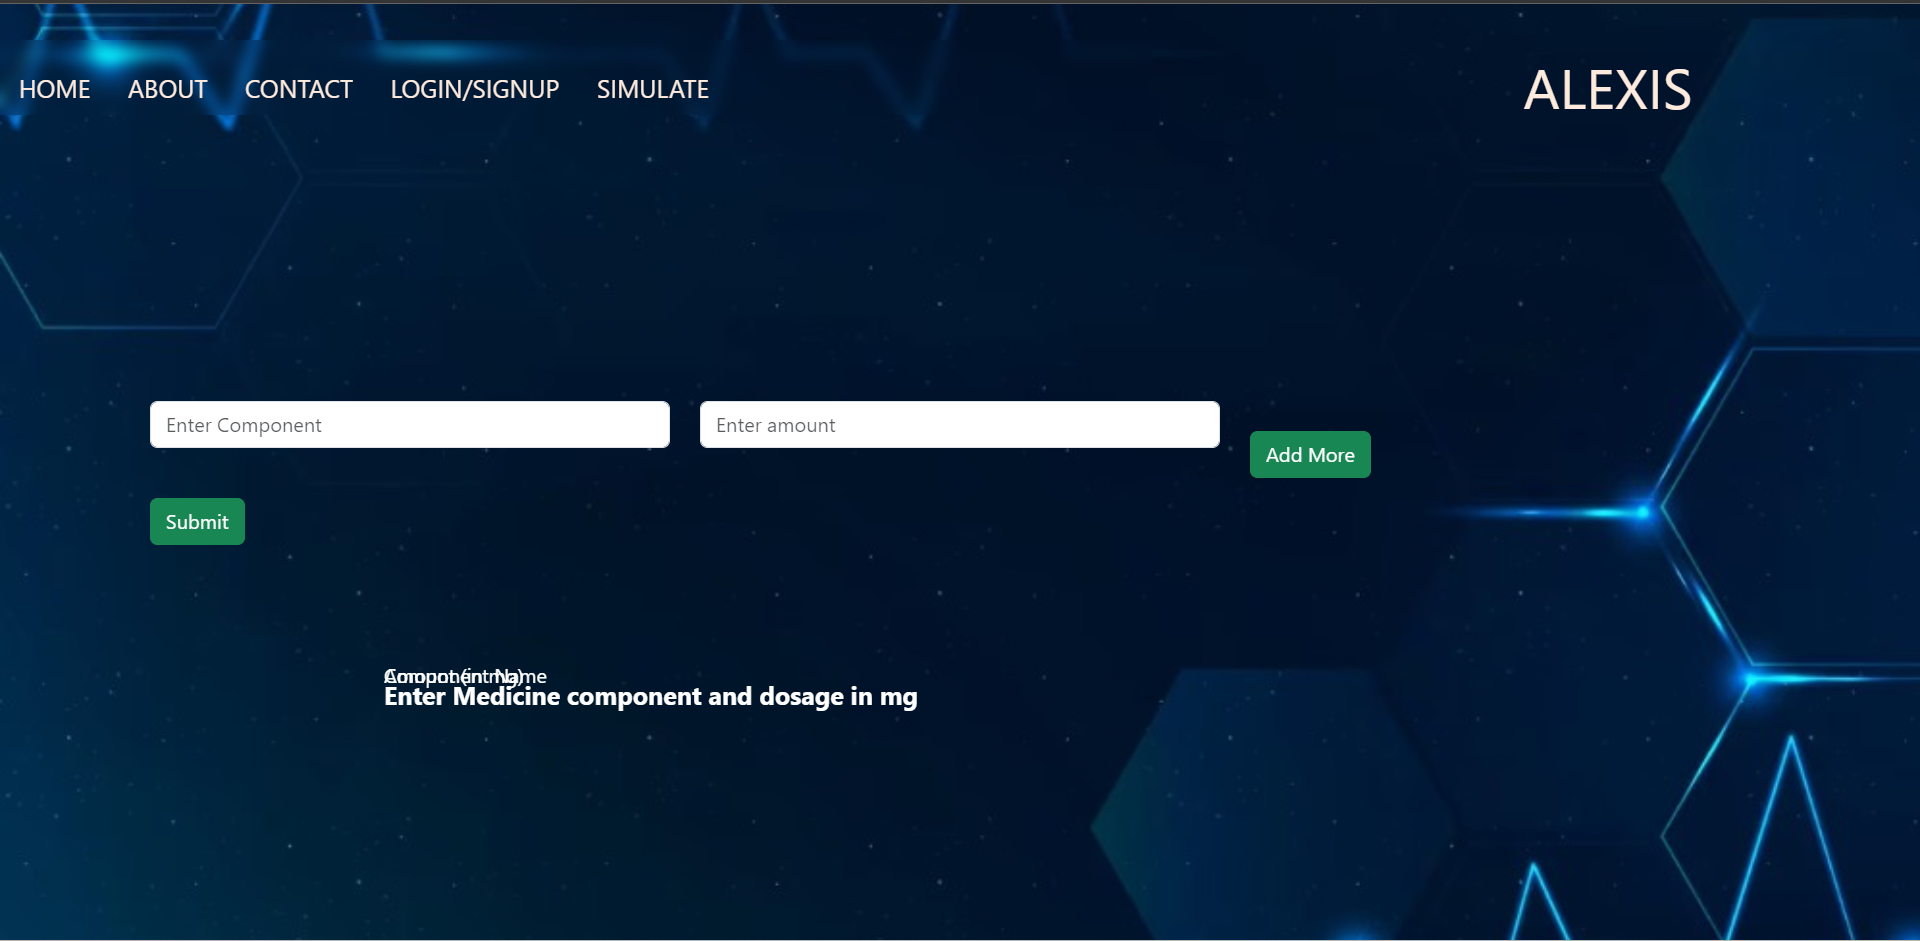 HOME ABOUT CONTACT LOGIN/SIGNUP SIMULATE ALEXIS
Enter Component Enter amount
Add More
Submit
Component Name
Amount (in mg)
Enter Medicine component and dosage in mg